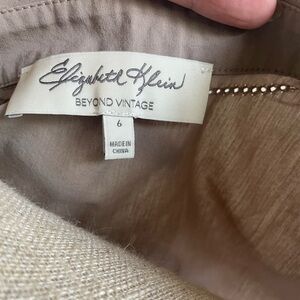 Elizabeth Klein
BEYOND VINTAGE
6
MADE IN
CHINA